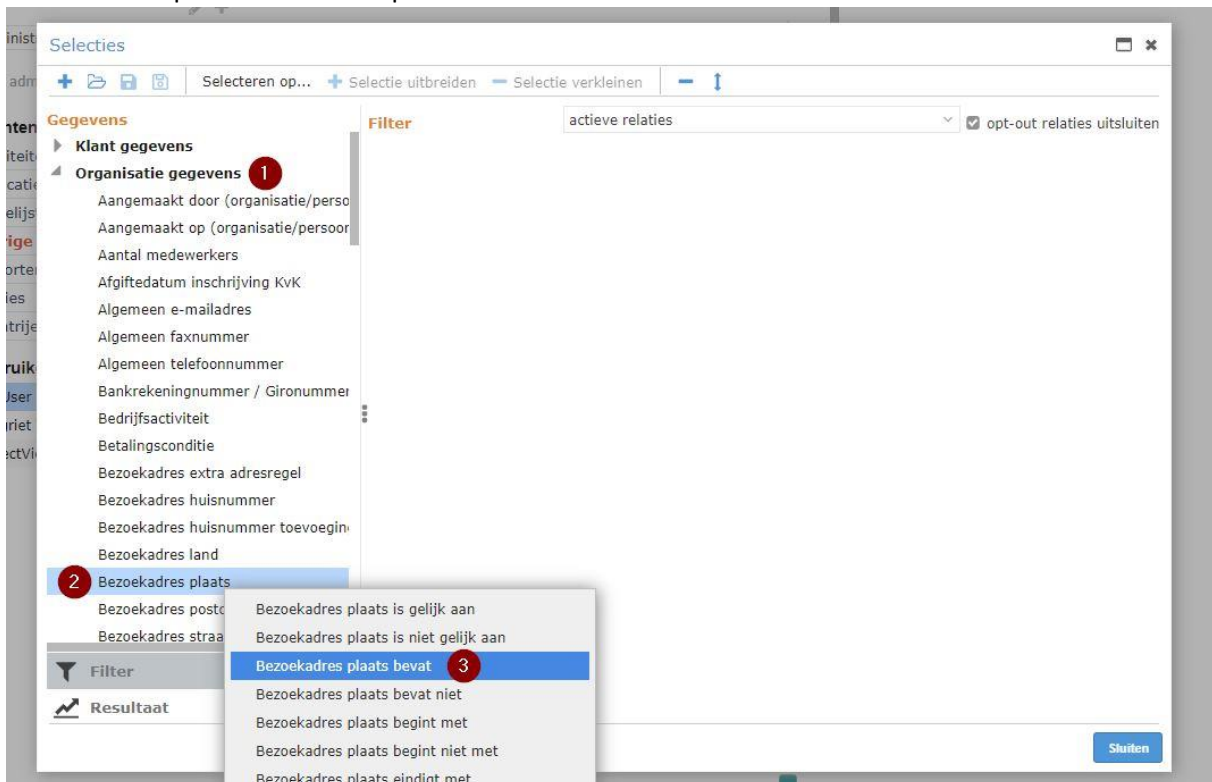 Selecties
Selecteren op... Selectie uitbreiden Selectie verkleinen
Gegevens
Klant gegevens
Organisatie gegevens 1
Aangemaakt door (organisatie/perso
Aangemaakt op (organisatie/persoor
Aantal medewerkers
Afgiftedatum inschrijving KvK
Algemeen e-mailadres
Algemeen faxnummer
Algemeen telefoonnummer
Bankrekeningnummer / Gironummer
Bedrijfsactiviteit
Betalingsconditie
Bezoekadres extra adresregel
Bezoekadres huisnummer
Bezoekadres huisnummer toevoegin
Bezoekadres land
2 Bezoekadres plaats
Bezoekadres postc
Bezoekadres straa
Filter
Resultaat
Filter
actieve relaties
opt-out relaties uitsluiten
Bezoekadres plaats is gelijk aan
Bezoekadres plaats is niet gelijk aan
Bezoekadres plaats bevat 3
Bezoekadres plaats bevat niet
Bezoekadres plaats begint met
Bezoekadres plaats begint niet met
Bezoekadres plaats eindigt met
Sluiten